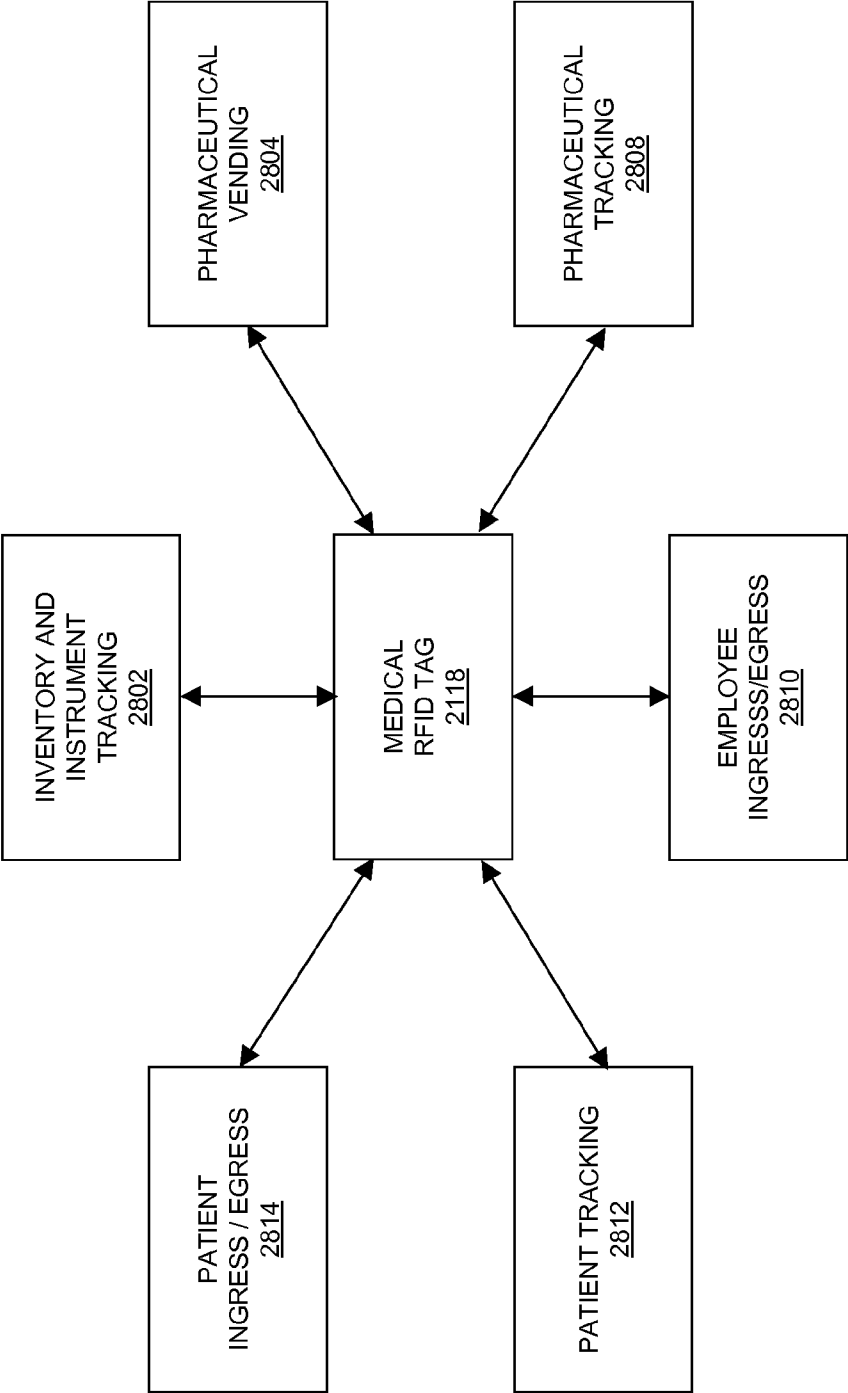 INVENTORY AND
INSTRUMENT
TRACKING
2802
PATIENT
INGRESS / EGRESS
2814
PHARMACEUTICAL
VENDING
2804
MEDICAL
RFID TAG
2118
PATIENT TRACKING
2812
PHARMACEUTICAL
TRACKING
2808
EMPLOYEE
INGRESSS/EGRESS
2810